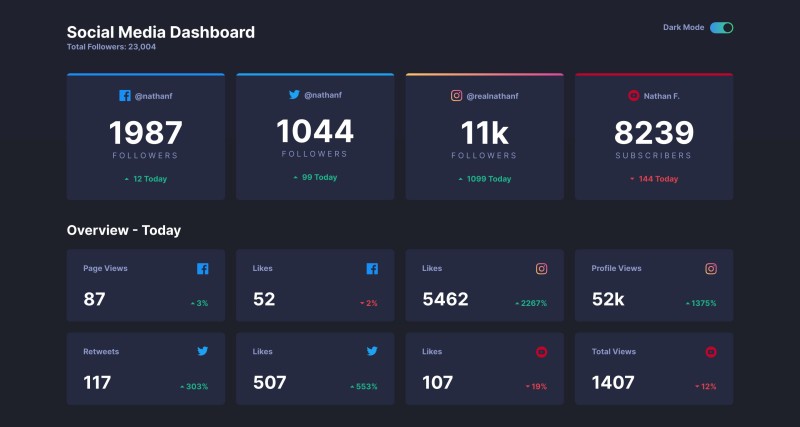 Social Media Dashboard
Total Followers: 23,004
Dark Mode
@nathanf
1987
FOLLOWERS
12 Today
@nathanf
1044
FOLLOWERS
99 Today
@realnathanf
11k
FOLLOWERS
1099 Today
Nathan F.
8239
SUBSCRIBERS
144 Today
Overview - Today
Page Views
87
3%
Likes
52
2%
Likes
5462
2267%
Profile Views
52k
1375%
Retweets
117
303%
Likes
507
553%
Likes
107
19%
Total Views
1407
12%